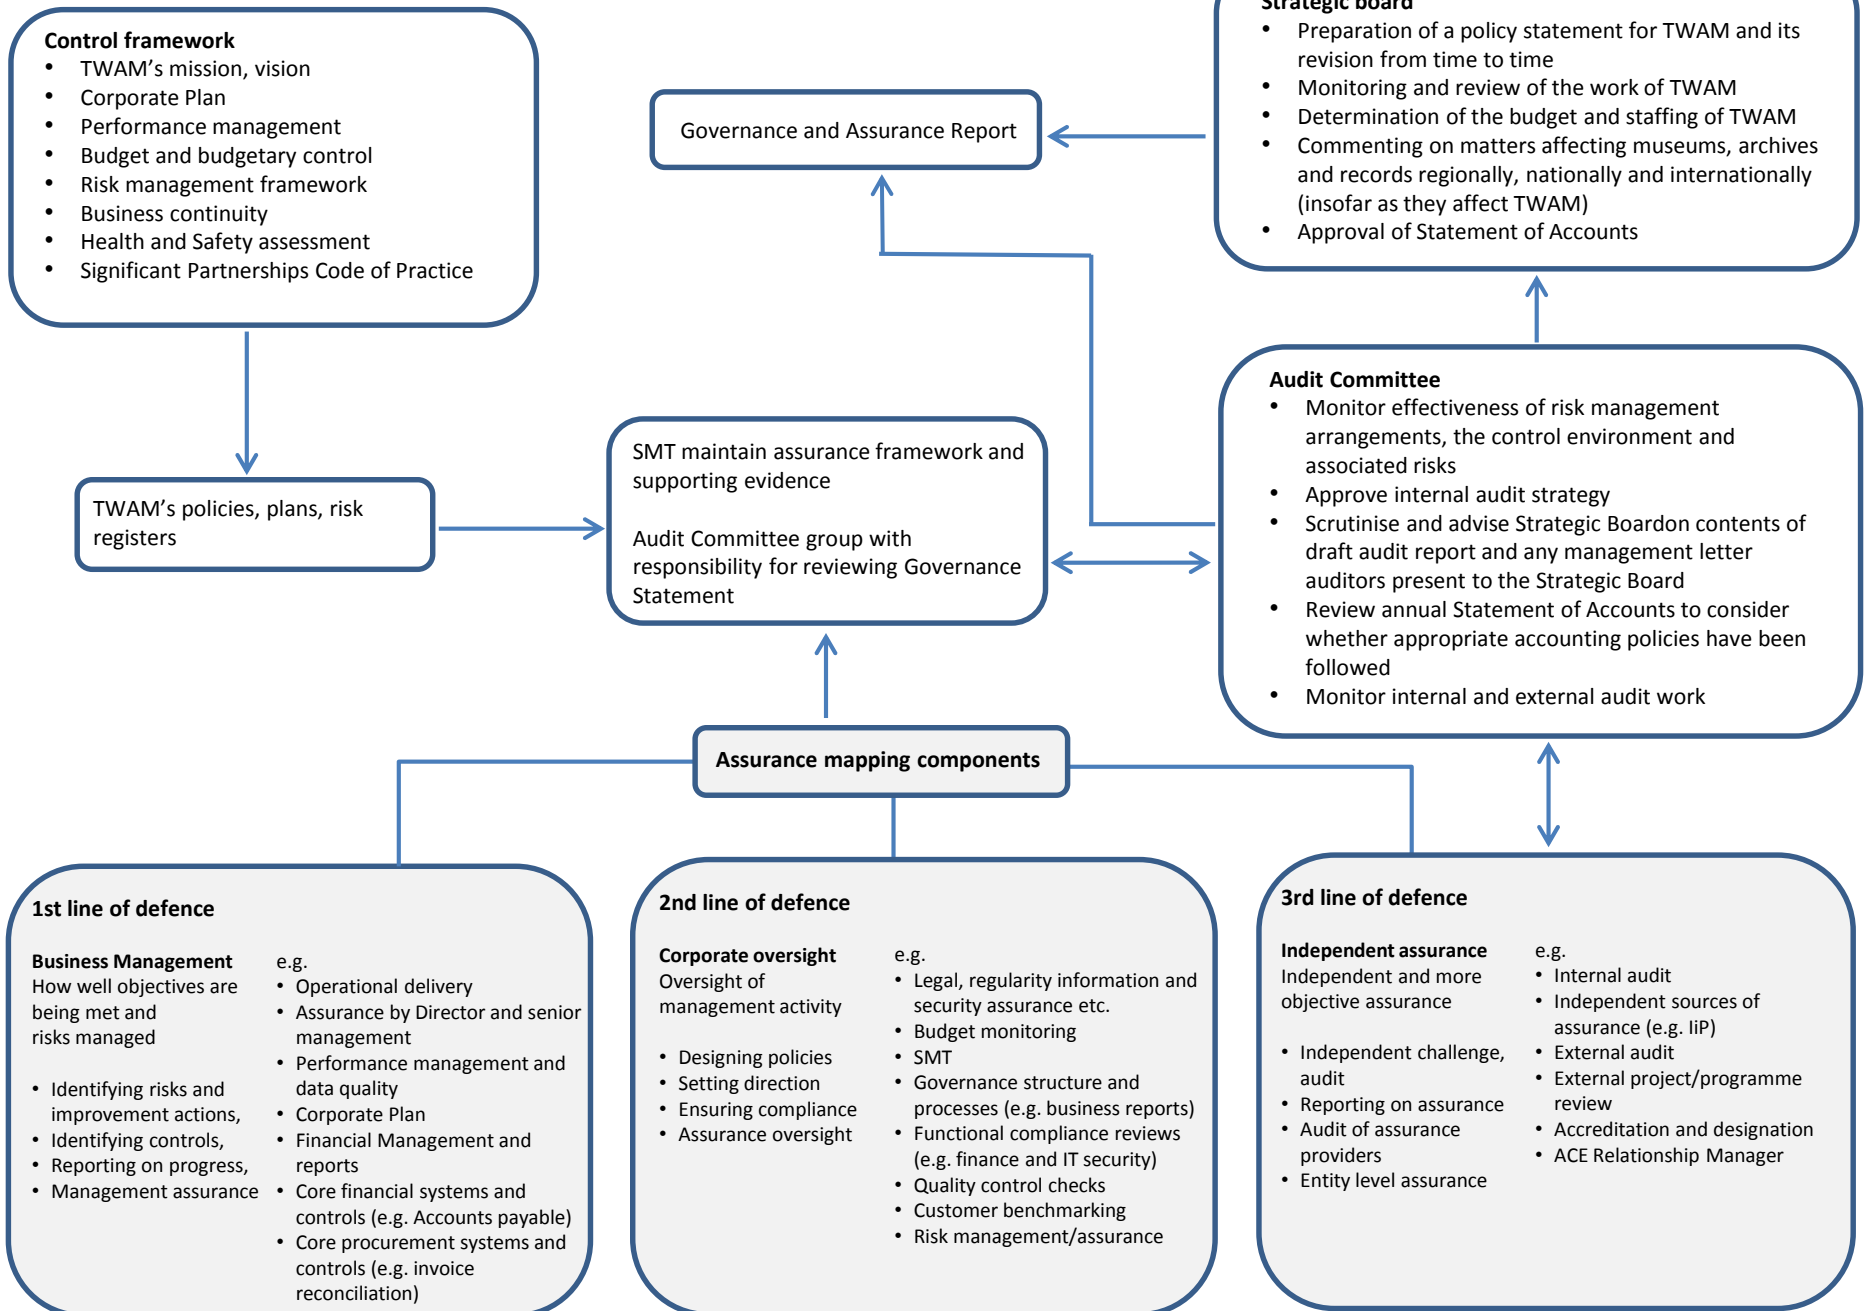 Control framework
• TWAM’s mission, vision
• Corporate Plan
• Performance management
• Budget and budgetary control
• Risk management framework
• Business continuity
• Health and Safety assessment
• Significant Partnerships Code of Practice
Governance and Assurance Report
Strategic board
• Preparation of a policy statement for TWAM and its
revision from time to time
• Monitoring and review of the work of TWAM
• Determination of the budget and staffing of TWAM
• Commenting on matters affecting museums, archives
and records regionally, nationally and internationally
(insofar as they affect TWAM)
• Approval of Statement of Accounts
TWAM’s policies, plans, risk
registers
SMT maintain assurance framework and
supporting evidence
Audit Committee group with
responsibility for reviewing Governance
Statement
Audit Committee
• Monitor effectiveness of risk management
arrangements, the control environment and
associated risks
• Approve internal audit strategy
• Scrutinise and advise Strategic Boardon contents of
draft audit report and any management letter
auditors present to the Strategic Board
• Review annual Statement of Accounts to consider
whether appropriate accounting policies have been
followed
• Monitor internal and external audit work
Assurance mapping components
1st line of defence
Business Management
How well objectives are
being met and
risks managed
• Identifying risks and
improvement actions,
• Identifying controls,
• Reporting on progress,
• Management assurance
e.g.
• Operational delivery
• Assurance by Director and senior
management
• Performance management and
data quality
• Corporate Plan
• Financial Management and
reports
• Core financial systems and
controls (e.g. Accounts payable)
• Core procurement systems and
controls (e.g. invoice
reconciliation)
2nd line of defence
Corporate oversight
Oversight of
management activity
• Designing policies
• Setting direction
• Ensuring compliance
• Assurance oversight
e.g.
• Legal, regularity information and
security assurance etc.
• Budget monitoring
• SMT
• Governance structure and
processes (e.g. business reports)
• Functional compliance reviews
(e.g. finance and IT security)
• Quality control checks
• Customer benchmarking
• Risk management/assurance
3rd line of defence
Independent assurance
Independent and more
objective assurance
• Independent challenge,
audit
• Reporting on assurance
• Audit of assurance
providers
• Entity level assurance
e.g.
• Internal audit
• Independent sources of
assurance (e.g. IiP)
• External audit
• External project/programme
review
• Accreditation and designation
• ACE Relationship Manager